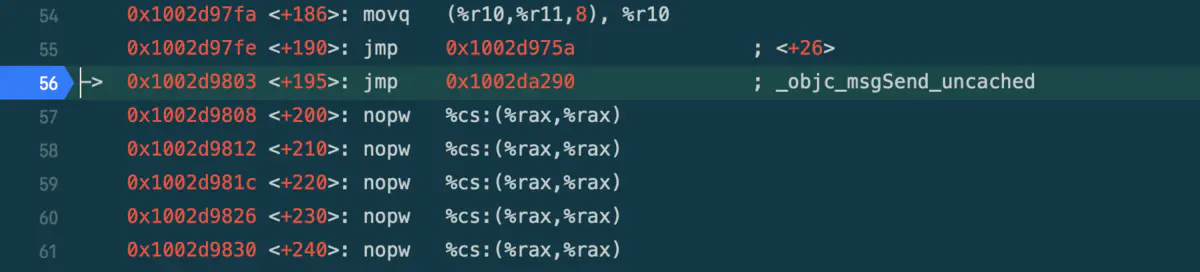 54 0x1002d97fa <+186>: movq (%r10,%r11,8), %r10
55 0x1002d97fe <+190>: jmp 0x1002d975a ; <+26>
56 -> 0x1002d9803 <+195>: jmp 0x1002da290 ; _objc_msgSend_uncached
57 0x1002d9808 <+200>: nopw %cs:(%rax,%rax)
58 0x1002d9812 <+210>: nopw %cs:(%rax,%rax)
59 0x1002d981c <+220>: nopw %cs:(%rax,%rax)
60 0x1002d9826 <+230>: nopw %cs:(%rax,%rax)
61 0x1002d9830 <+240>: nopw %cs:(%rax,%rax)